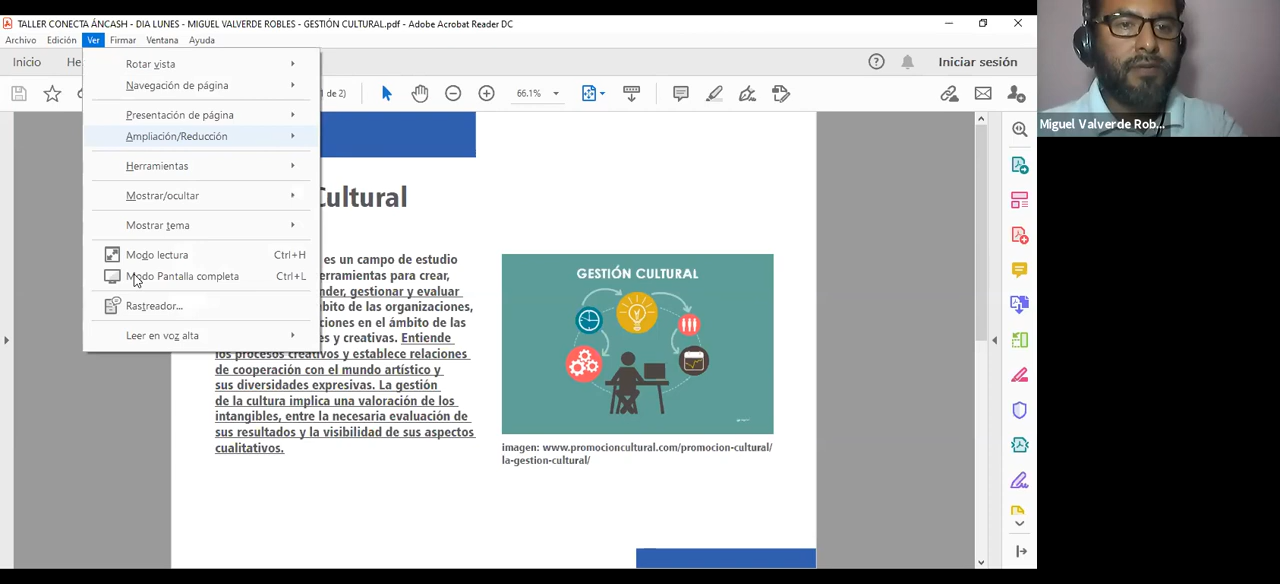 TALLER CONECTA ÁNCASH - DIA LUNES - MIGUEL VALVERDE ROBLES - GESTIÓN CULTURAL.pdf - Adobe Acrobat Reader DC
Archivo Edición Ver Firmar Ventana Ayuda
Inicio He
Iniciar sesión
1 de 2)
66.1%
Rotar vista
Navegación de página
Presentación de página
Ampliación/Reducción
Herramientas
Mostrar/ocultar
Mostrar tema
Modo lectura Ctrl+H
Modo Pantalla completa Ctrl+L
Rastreador...
Leer en voz alta
Cultural
es un campo de estudio
erramientas para crear,
nder, gestionar y evaluar
bito de las organizaciones,
ciones en el ámbito de las
s y creativas. Entiende
los procesos creativos y establece relaciones
de cooperación con el mundo artístico y
sus diversidades expresivas. La gestión
de la cultura implica una valoración de los
intangibles, entre la necesaria evaluación de
sus resultados y la visibilidad de sus aspectos
cualitativos.
GESTIÓN CULTURAL
imagen: www.promocioncultural.com/promocion-cultural/
la-gestion-cultural/
Miguel Valverde Rob...